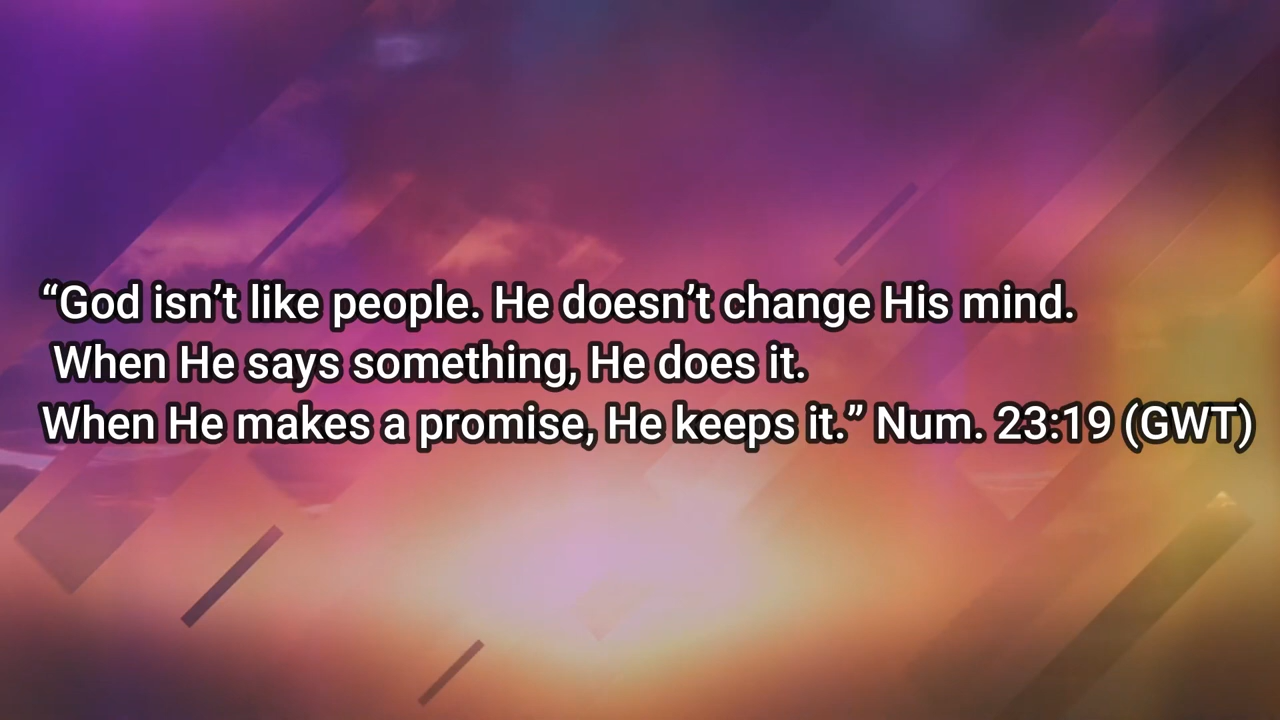 “God isn’t like people. He doesn’t change His mind.
When He says something, He does it.
When He makes a promise, He keeps it.” Num. 23:19 (GWT)